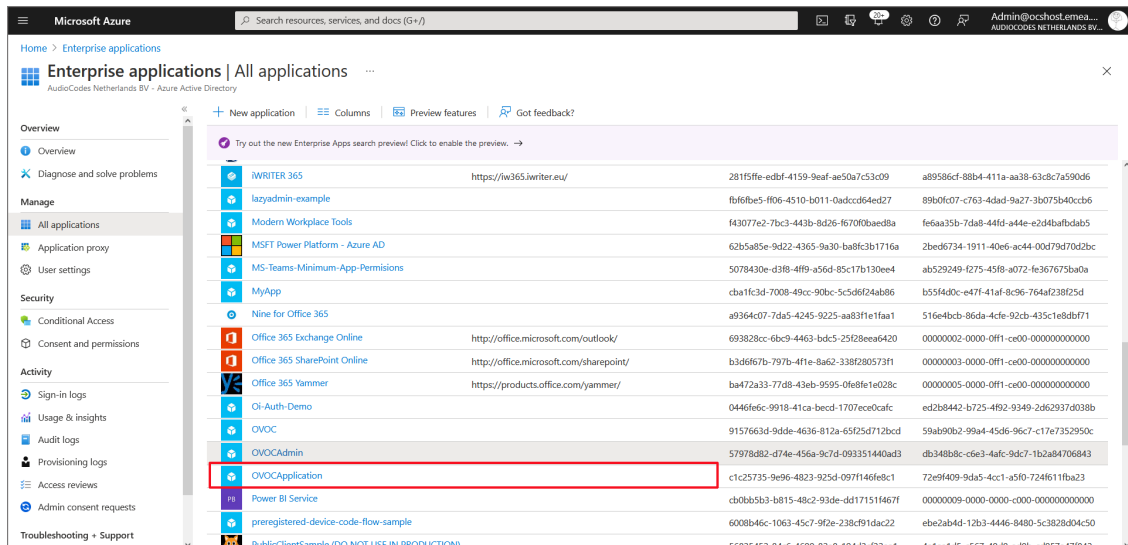 Microsoft Azure
Search resources, services, and docs (G+/)
20+
Admin@ocshost.emea....
AUDIOCODES NETHERLANDS BV...
Home > Enterprise applications
Enterprise applications | All applications ...
AudioCodes Netherlands BV - Azure Active Directory
+ New application Columns Preview features Got feedback?
Try out the new Enterprise Apps search preview! Click to enable the preview. →
Overview
Overview
Diagnose and solve problems
Manage
All applications
Application proxy
User settings
Security
Conditional Access
Consent and permissions
Activity
Sign-in logs
Usage & insights
Audit logs
Provisioning logs
Access reviews
Admin consent requests
Troubleshooting + Support
iWRITER 365 https://iw365.iwriter.eu/ 281f5ffe-edbf-4159-9eaf-ae50a7c53c09 a89586cf-88b4-411a-aa38-63c8c7a590d6
lazyadmin-example fbf6fbe5-ff06-4510-b011-0adccd64ed27 89b0fc07-c763-4dad-9a27-3b075b40ccb6
Modern Workplace Tools f43077e2-7bc3-443b-8d26-f670f0baed8a fe6aa35b-7da8-44fd-a44e-e2d4bafbdab5
MSFT Power Platform - Azure AD 62b5a85e-9d22-4365-9a30-ba8fc3b1716a 2bed6734-1911-40e6-ac44-00d79d70d2bc
MS-Teams-Minimum-App-Permisions 5078430e-d3f8-4ff9-a56d-85c17b130ee4 ab529249-f275-45f8-a072-fe367675ba0a
MyApp cba1fc3d-7008-49cc-90bc-5c5d6f24ab86 b55f4d0c-e47f-41af-8c96-764af238f25d
Nine for Office 365 a9364c07-7da5-4245-9225-aa83f1e1faa1 516e4bcb-86da-4cfe-92cb-435c1e8dbf71
Office 365 Exchange Online http://office.microsoft.com/outlook/ 693828cc-6bc9-4463-bdc5-25f28eea6420 00000002-0000-0ff1-ce00-000000000000
Office 365 SharePoint Online http://office.microsoft.com/sharepoint/ b3d6f67b-797b-4f1e-8a62-338f280573f1 00000003-0000-0ff1-ce00-000000000000
Office 365 Yammer https://products.office.com/yammer/ ba472a33-77d8-43eb-9595-0fe8fe1e028c 00000005-0000-0ff1-ce00-000000000000
Oi-Auth-Demo 0446fe6c-9918-41ca-becd-1707ece0cafc ed2b8442-b725-4f92-9349-2d62937d038b
OVOC 9157663d-9dde-4636-812a-65f25d712bcd 59ab90b2-99a4-45d6-96c7-c17e7352950c
OVOCAdmin 57978d82-d74e-456a-9c7d-093351440ad3 db348b8c-c6e3-4afc-9dc7-1b2a84706843
OVOCApplication c1c25735-9e96-4823-925d-097f146fe8c1 72e9f409-9da5-4cc1-a5f0-724f611fba23
PB Power BI Service cb0bb5b3-b815-48c2-93de-dd17151f467f 00000009-0000-0000-c000-000000000000
preregistered-device-code-flow-sample 6008b46c-1063-45c7-9f2e-238cf91dac22 ebe2ab4d-12b3-4446-8480-5c3828d04c50
PublicClientSample (DO NOT USE IN PRODUCTION)